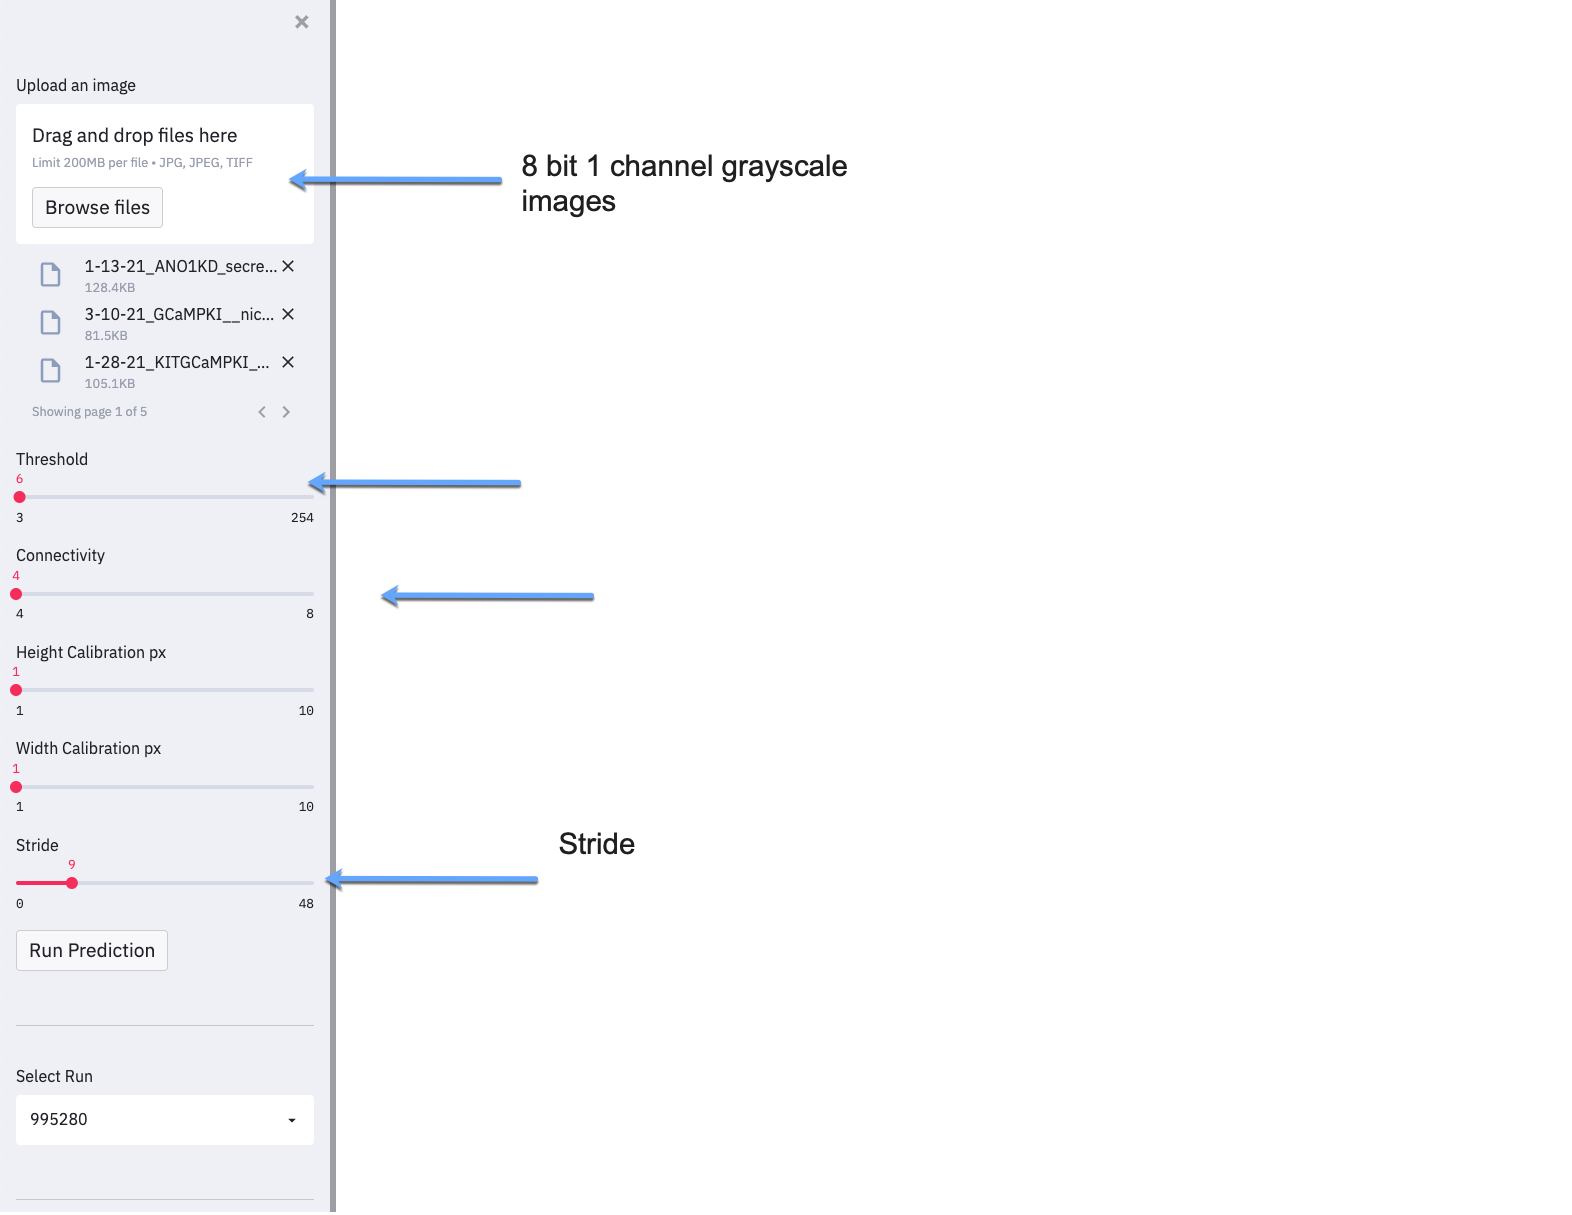 Upload an image
Drag and drop files here
Limit 200MB per file • JPG, JPEG, TIFF
Browse files
8 bit 1 channel grayscale
images
1-13-21_ANO1KD_secre...
128.4KB
3-10-21_GCaMPKI__nic...
81.5KB
1-28-21_KITGCaMPKI_...
105.1KB
Showing page 1 of 5
Threshold
6
3 254
Connectivity
4
4 8
Height Calibration px
1
1 10
Width Calibration px
1
1 10
Stride
Stride
9
0 48
Run Prediction
Select Run
995280